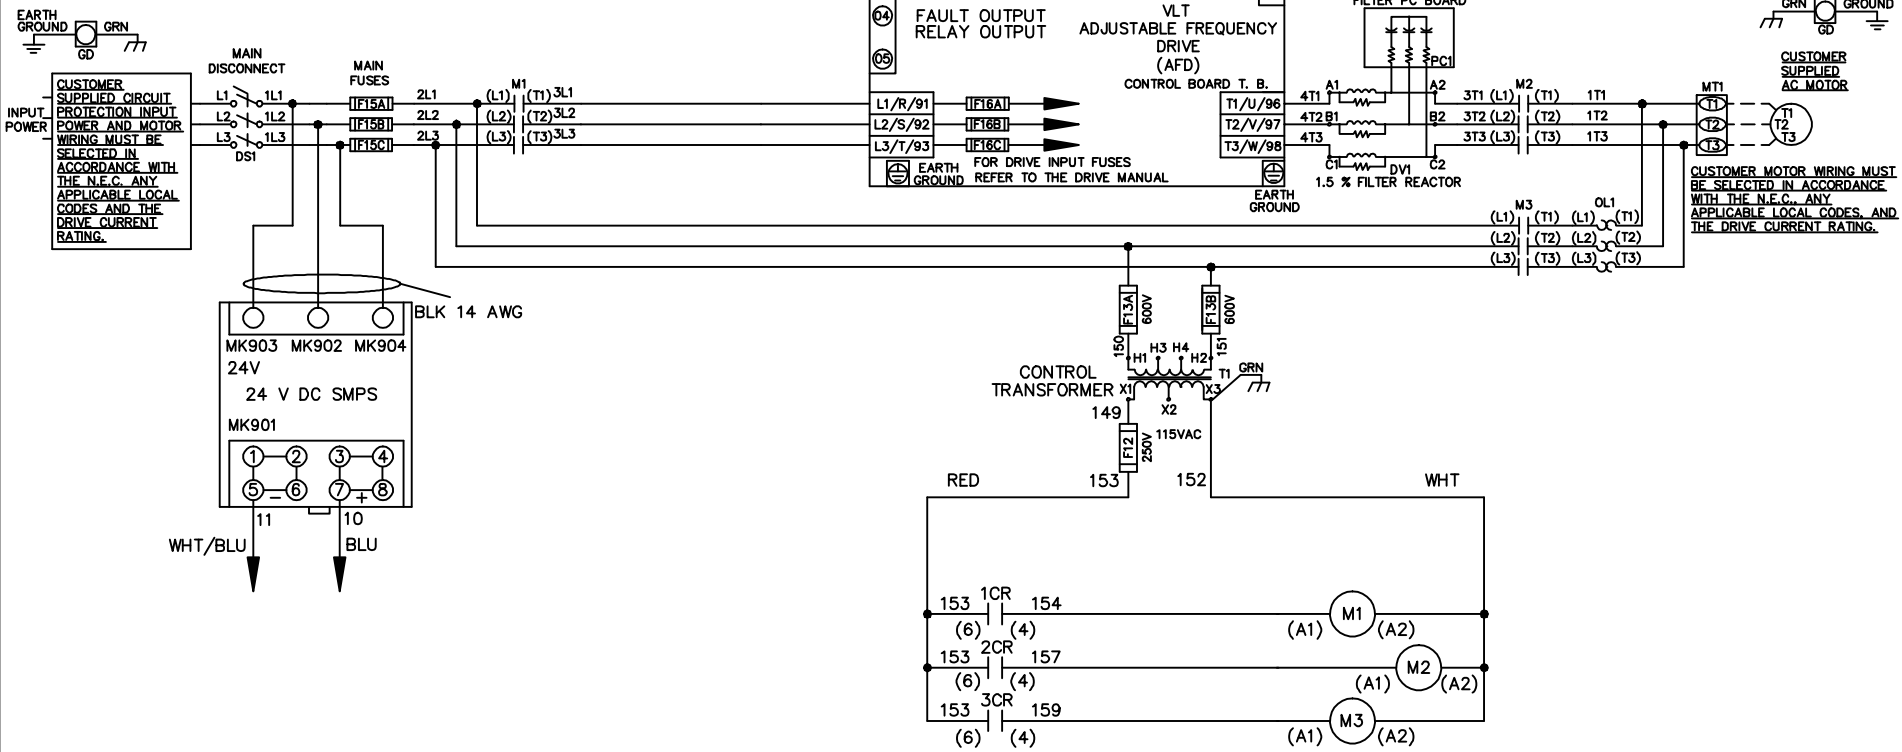 EARTH
GROUND
GRN
GD
04
05
FAULT OUTPUT
RELAY OUTPUT
VLT
ADJUSTABLE FREQUENCY
DRIVE
(AFD)
CONTROL BOARD T. B.
FILTER PC BOARD
PC1
GRN
GROUND
GD
CUSTOMER
SUPPLIED
AC MOTOR
INPUT
POWER
CUSTOMER
SUPPLIED CIRCUIT
PROTECTION INPUT
POWER AND MOTOR
WIRING MUST BE
SELECTED IN
ACCORDANCE WITH
THE N.E.C. ANY
APPLICABLE LOCAL
CODES AND THE
DRIVE CURRENT
RATING.
MAIN
DISCONNECT
L1 1L1
L2 1L2
L3 1L3
DS1
MAIN
FUSES
F15A
F15B
F15C
2L1
2L2
2L3
M1
(L1) (T1) 3L1
(L2) (T2) 3L2
(L3) (T3) 3L3
L1/R/91
L2/S/92
L3/T/93
F16A
F16B
F16C
FOR DRIVE INPUT FUSES
REFER TO THE DRIVE MANUAL
EARTH
GROUND
T1/U/96
T2/V/97
T3/W/98
EARTH
GROUND
4T1 A1 A2
4T2 B1 B2
4T3 C1 C2
DV1
1.5 % FILTER REACTOR
M2
3T1 (L1) (T1) 1T1
3T2 (L2) (T2) 1T2
3T3 (L3) (T3) 1T3
MT1
T1
T2
T3
T1
T2
T3
CUSTOMER MOTOR WIRING MUST
BE SELECTED IN ACCORDANCE
WITH THE N.E.C., ANY
APPLICABLE LOCAL CODES, AND
THE DRIVE CURRENT RATING.
M3 OL1
(L1) (T1) (L1) (T1)
(L2) (T2) (L2) (T2)
(L3) (T3) (L3) (T3)
BLK 14 AWG
MK903 MK902 MK904
24V
24 V DC SMPS
MK901
1 2 3 4
5 6 7 8
- +
11 10
WHT/BLU BLU
F13A
600V
F13B
600V
150
151
H1 H3 H4 H2
CONTROL
TRANSFORMER
T1
GRN
X1 X2 X3
149
115VAC
F12
250V
153 152
RED WHT
1CR
153 154
(6) (4)
M1
(A1) (A2)
2CR
153 157
(6) (4)
M2
(A1) (A2)
3CR
153 159
(6) (4)
M3
(A1) (A2)